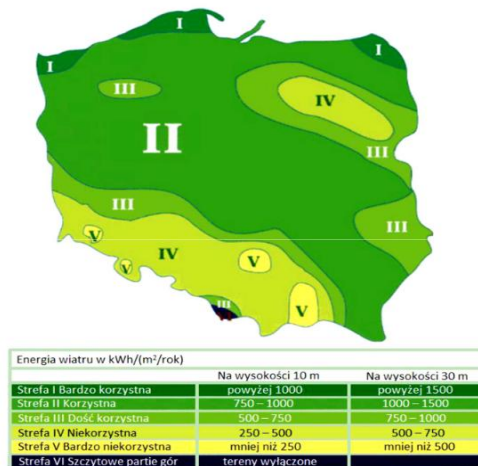 I
I
I
III
IV
II
III
III
III
V
IV
V
V
III
V
Energia wiatru w kWh/(m²/rok)
Na wysokości 10 m Na wysokości 30 m
Strefa I Bardzo korzystna powyżej 1000 powyżej 1500
Strefa II Korzystna 750 – 1000 1000 – 1500
Strefa III Dość korzystna 500 – 750 750 – 1000
Strefa IV Niekorzystna 250 – 500 500 – 750
Strefa V Bardzo niekorzystna mniej niż 250 mniej niż 500
Strefa VI Szczytowe partie gór tereny wyłączone